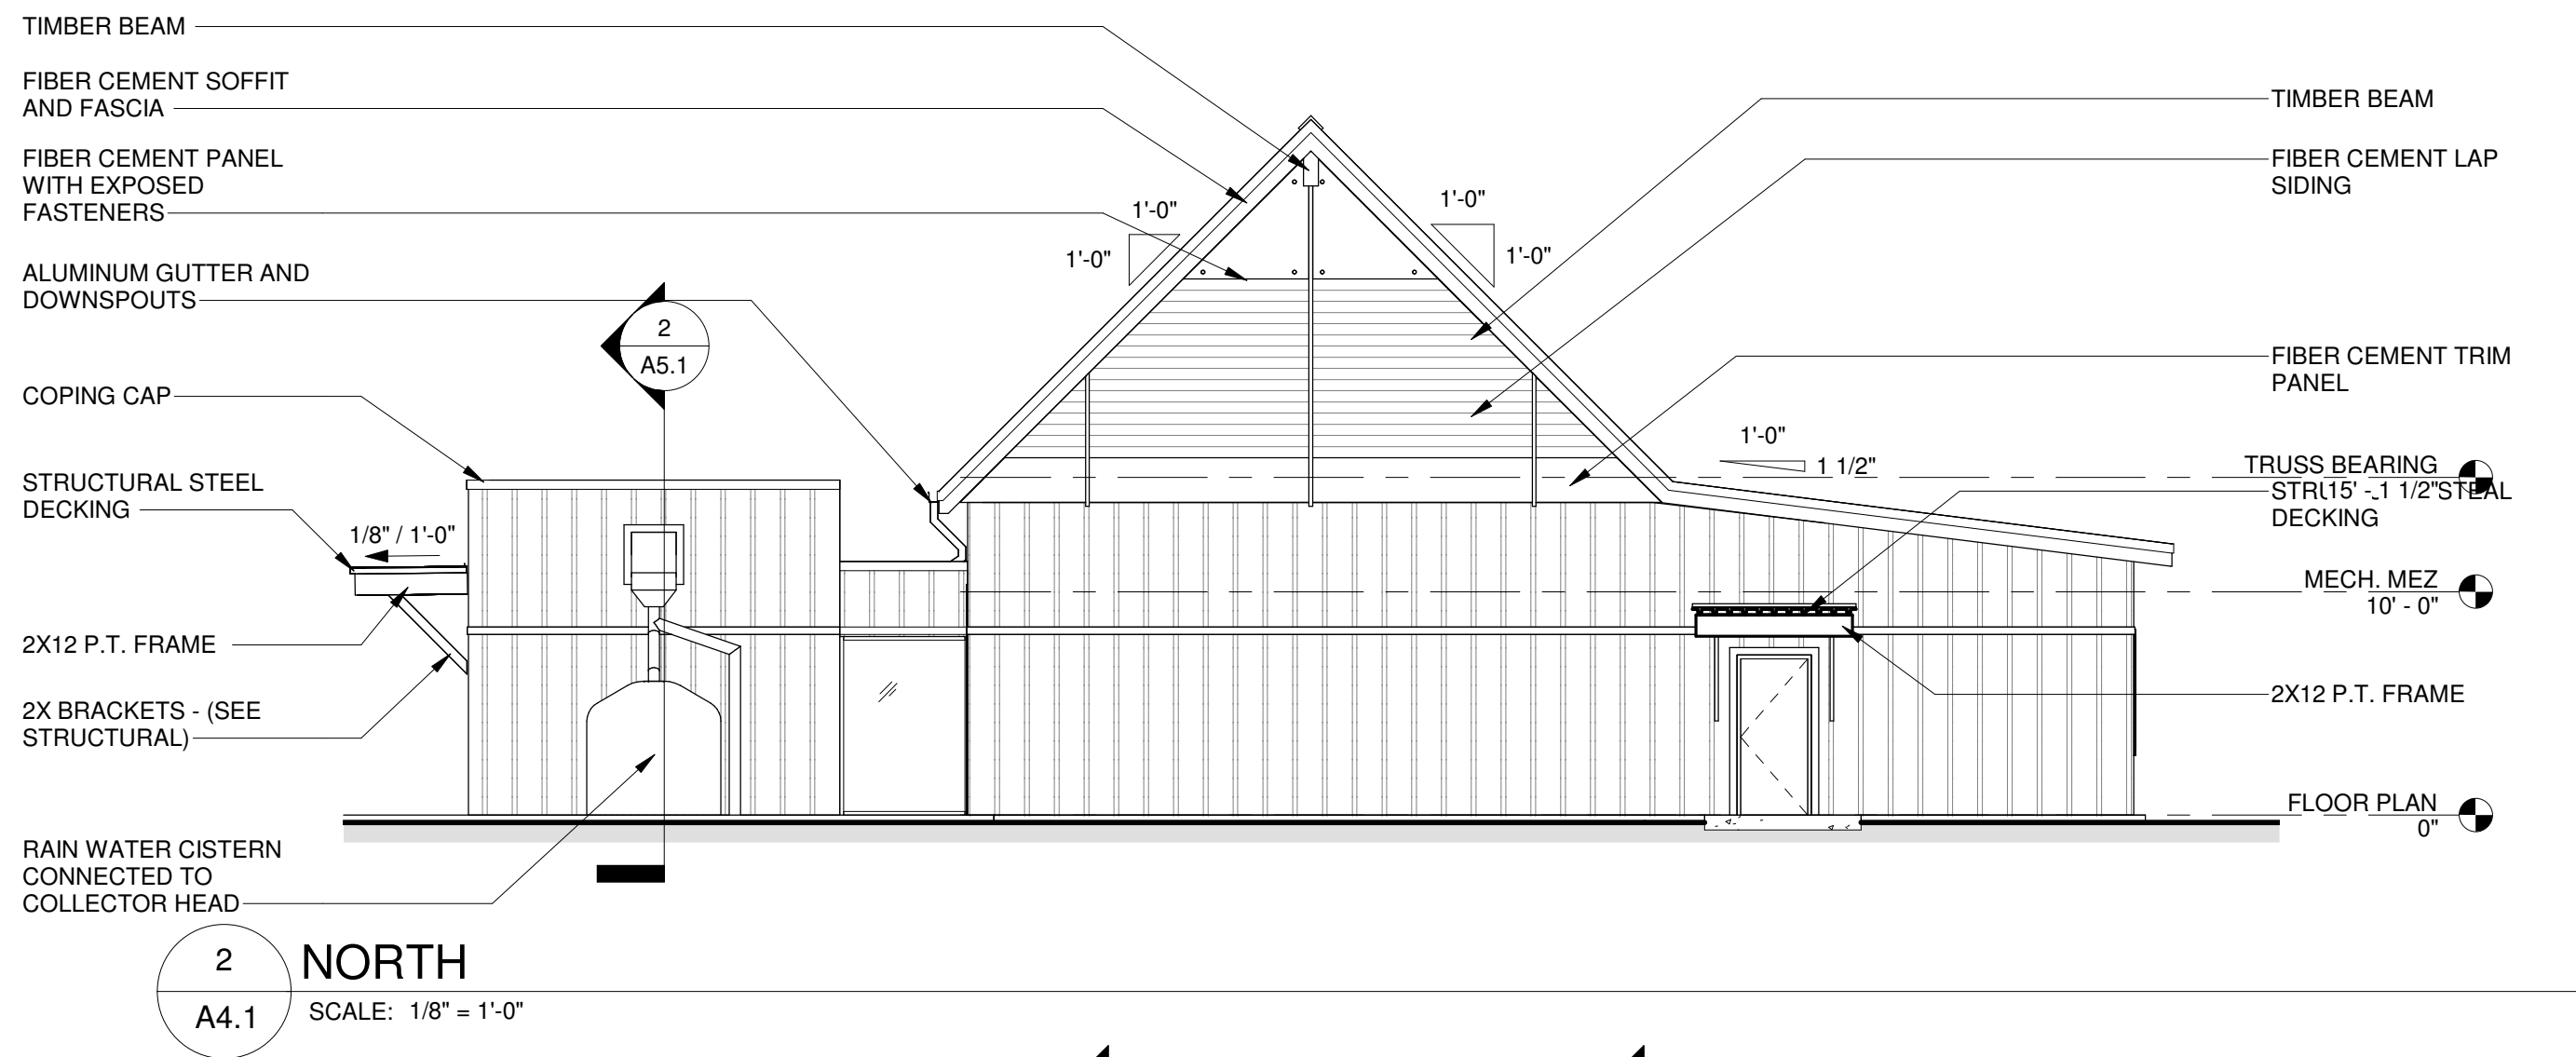 TIMBER BEAM
FIBER CEMENT SOFFIT
AND FASCIA
FIBER CEMENT PANEL
WITH EXPOSED
FASTENERS
ALUMINUM GUTTER AND
DOWNSPOUTS
COPING CAP
STRUCTURAL STEEL
DECKING
1/8" / 1'-0"
2X12 P.T. FRAME
2X BRACKETS - (SEE
STRUCTURAL)
RAIN WATER CISTERN
CONNECTED TO
COLLECTOR HEAD
2
A5.1
1'-0"
1'-0"
1'-0"
1'-0"
1'-0"
1 1/2"
TIMBER BEAM
FIBER CEMENT LAP
SIDING
FIBER CEMENT TRIM
PANEL
TRUSS BEARING
15' - 1 1/2"
DECKING
MECH. MEZ
10' - 0"
2X12 P.T. FRAME
FLOOR PLAN
0"
2
A4.1
NORTH
SCALE: 1/8" = 1'-0"